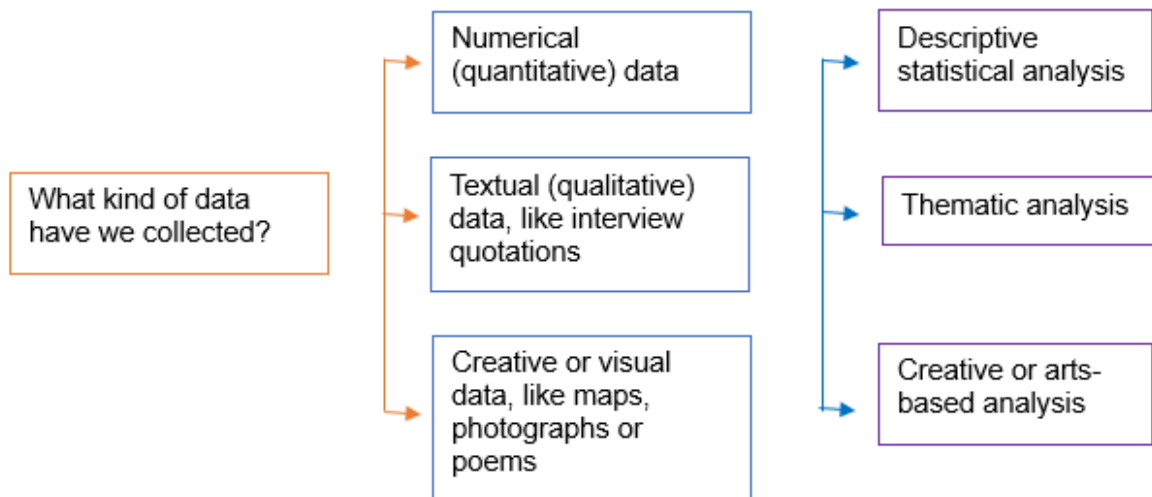 What kind of data
have we collected?
Numerical
(quantitative) data
Textual (qualitative)
data, like interview
quotations
Creative or visual
data, like maps,
photographs or
poems
Descriptive
statistical analysis
Thematic analysis
Creative or arts-
based analysis